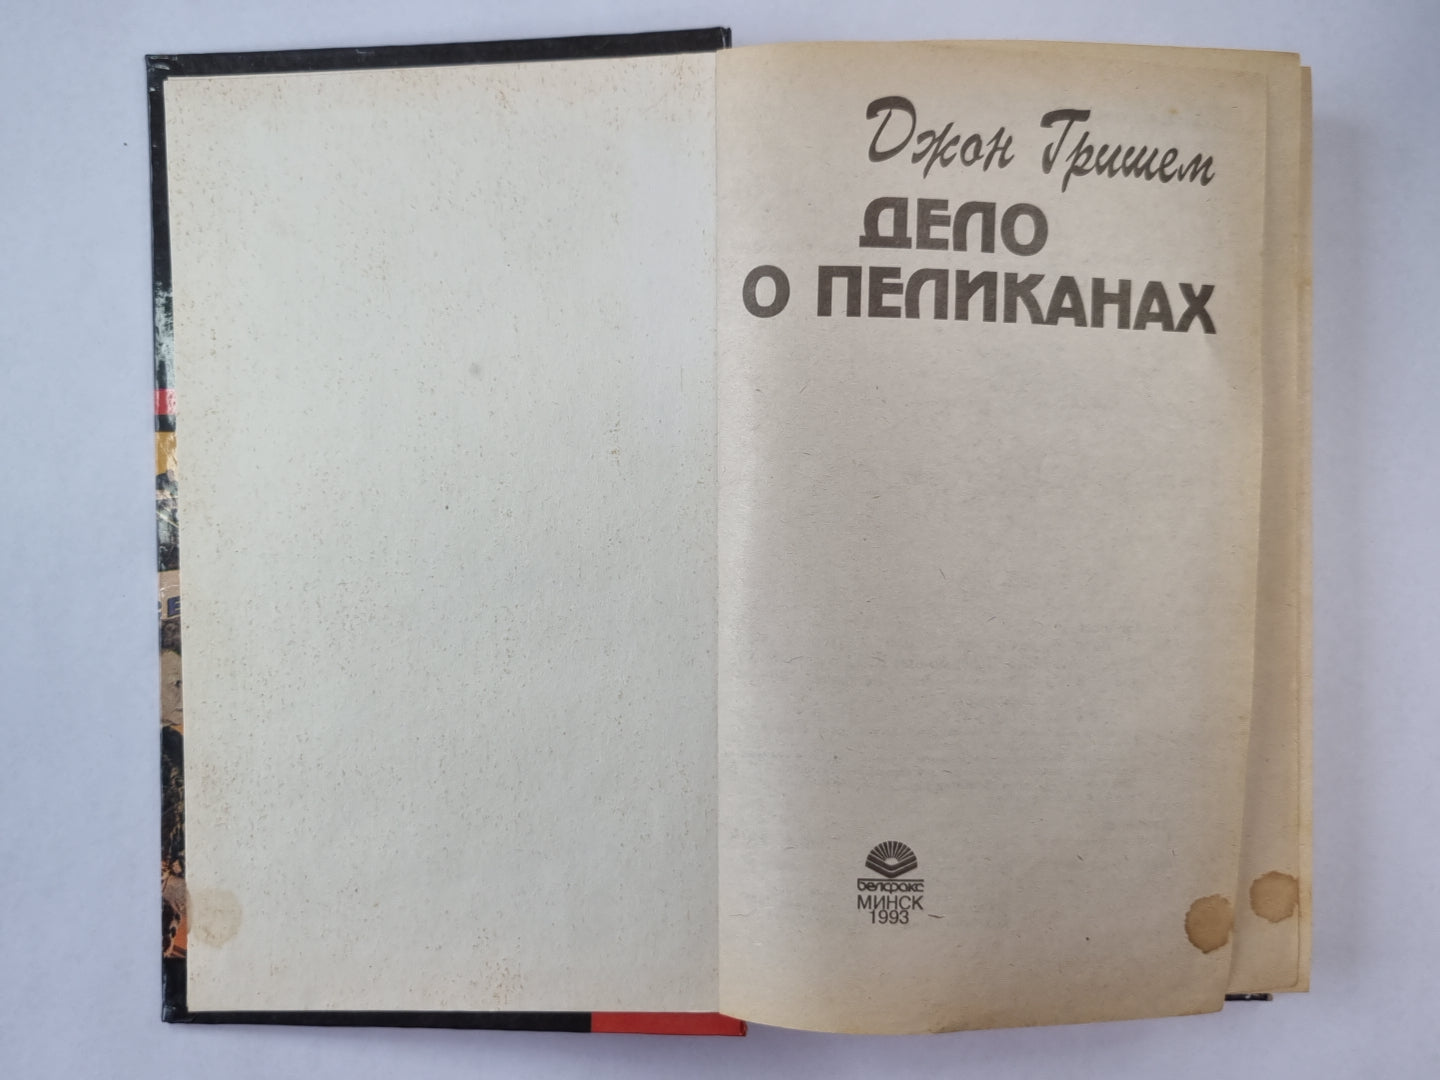 Джон Гришем
ДЕЛО
О ПЕЛИКАНАХ
белфакс
МИНСК
1993